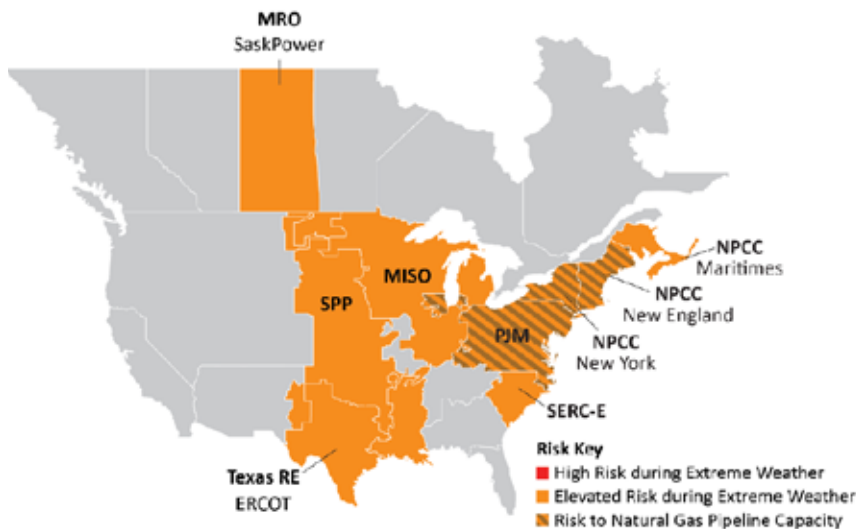 MRO
SaskPower
MISO
SPP
PJM
NPCC
Maritimes
NPCC
New England
NPCC
New York
SERC-E
Texas RE
ERCOT
Risk Key
High Risk during Extreme Weather
Elevated Risk during Extreme Weather
Risk to Natural Gas Pipeline Capacity